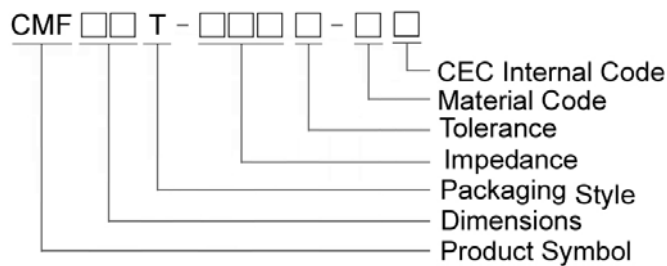 CMF□□ T - □□□ □ - □ □
CEC Internal Code
Material Code
Tolerance
Impedance
Packaging Style
Dimensions
Product Symbol